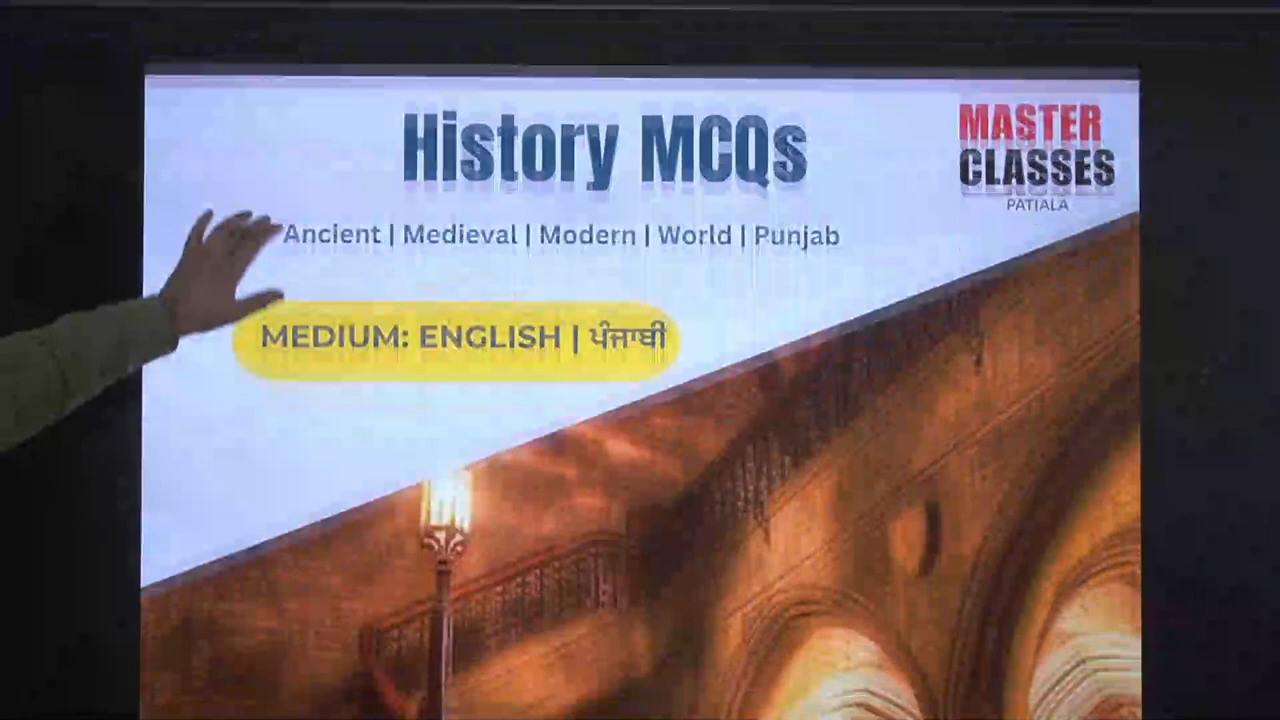 History MCQs
MASTER
CLASSES
PATIALA
Ancient | Medieval | Modern | World | Punjab
MEDIUM: ENGLISH | ਪੰਜਾਬੀ